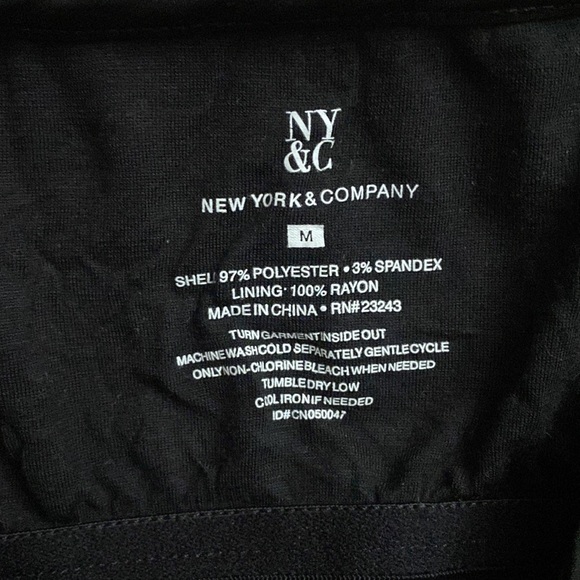 NY
&C
NEW YORK & COMPANY
M
SHELL 97% POLYESTER • 3% SPANDEX
LINING: 100% RAYON
MADE IN CHINA • RN#23243
TURN GARMENT INSIDE OUT
MACHINE WASH COLD SEPARATELY GENTLE CYCLE
ONLY NON-CHLORINE BLEACH WHEN NEEDED
TUMBLE DRY LOW
COOL IRON IF NEEDED
ID#CN050047